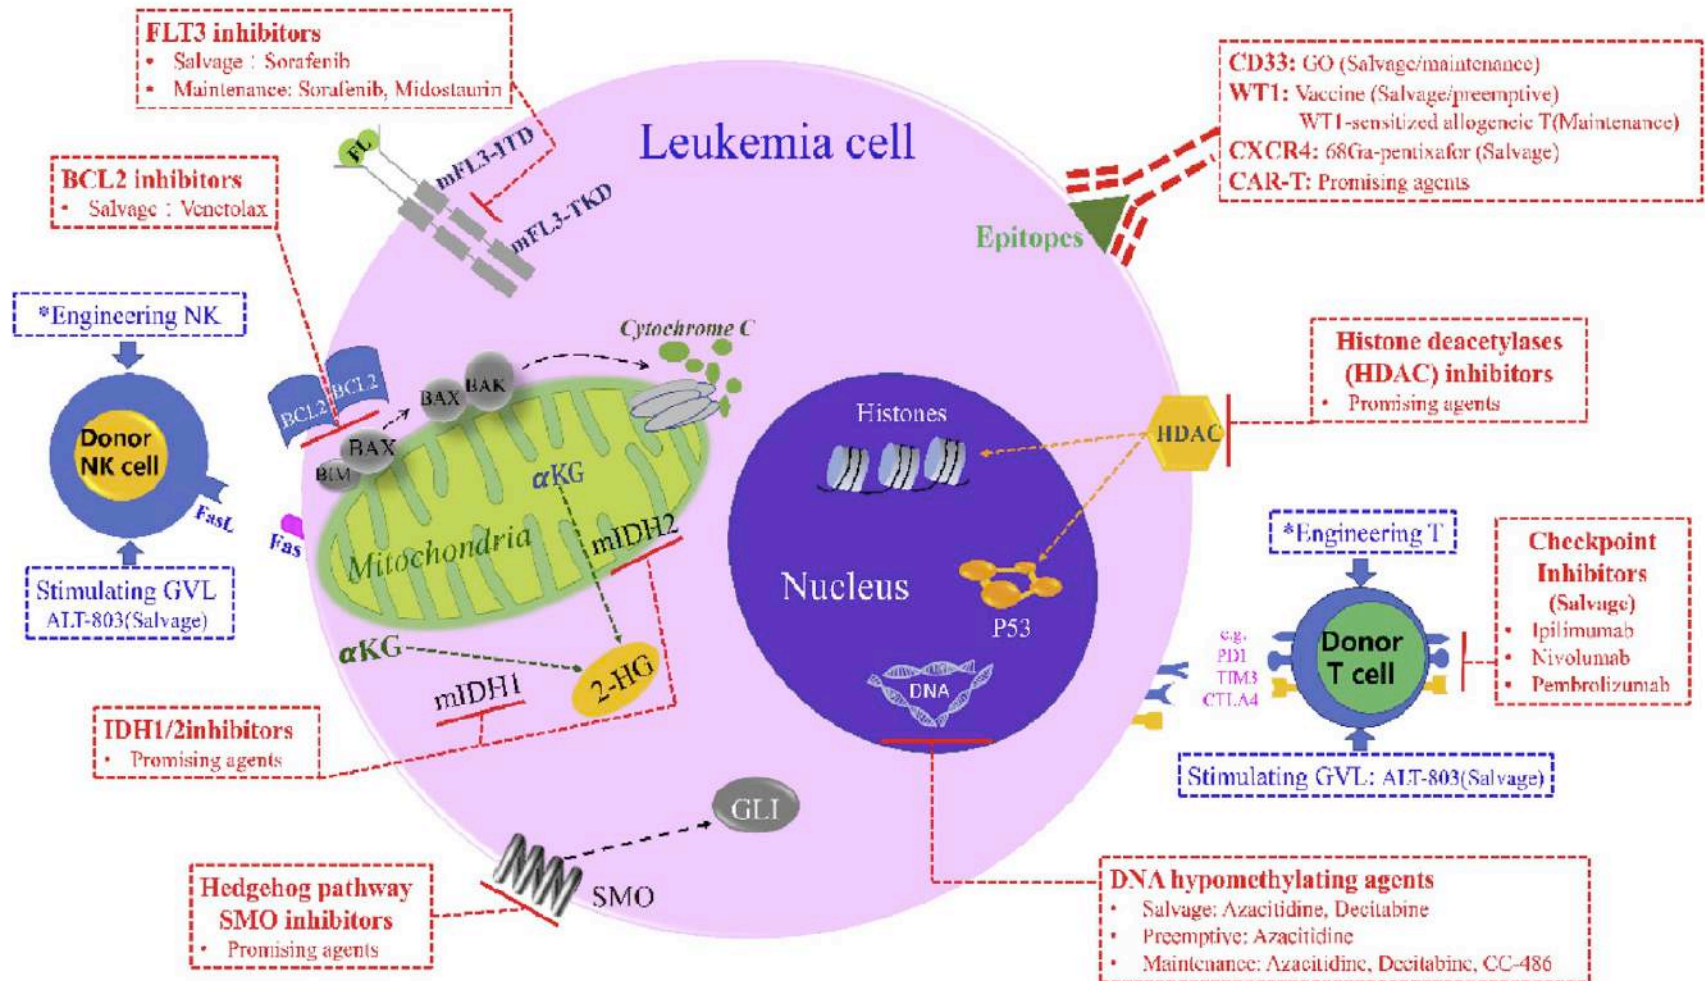 FLT3 inhibitors
• Salvage : Sorafenib
• Maintenance: Sorafenib, Midostaurin
CD33: GO (Salvage/maintenance)
WT1: Vaccine (Salvage/preemptive)
WT1-sensitized allogeneic T(Maintenance)
CXCR4: 68Ga-pentixafor (Salvage)
CAR-T: Promising agents
Leukemia cell
FL
mFL3-ITD
mFL3-TKD
BCL2 inhibitors
• Salvage : Venetolax
Epitopes
*Engineering NK
Donor
NK cell
FasL
Fas
Stimulating GVL
ALT-803(Salvage)
BCL2
BCL2
BIM
BAX
BAX
BAK
Cytochrome C
αKG
Mitochondria
mIDH2
αKG
mIDH1
2-HG
Histones
Nucleus
P53
DNA
HDAC
Histone deacetylases
(HDAC) inhibitors
• Promising agents
*Engineering T
Donor
T cell
e.g.
PD1
TIM3
CTLA4
Checkpoint
Inhibitors
(Salvage)
• Ipilimumab
• Nivolumab
• Pembrolizumab
Stimulating GVL: ALT-803(Salvage)
IDH1/2inhibitors
• Promising agents
GLI
SMO
Hedgehog pathway
SMO inhibitors
• Promising agents
DNA hypomethylating agents
• Salvage: Azacitidine, Decitabine
• Preemptive: Azacitidine
• Maintenance: Azacitidine, Decitabine, CC-486